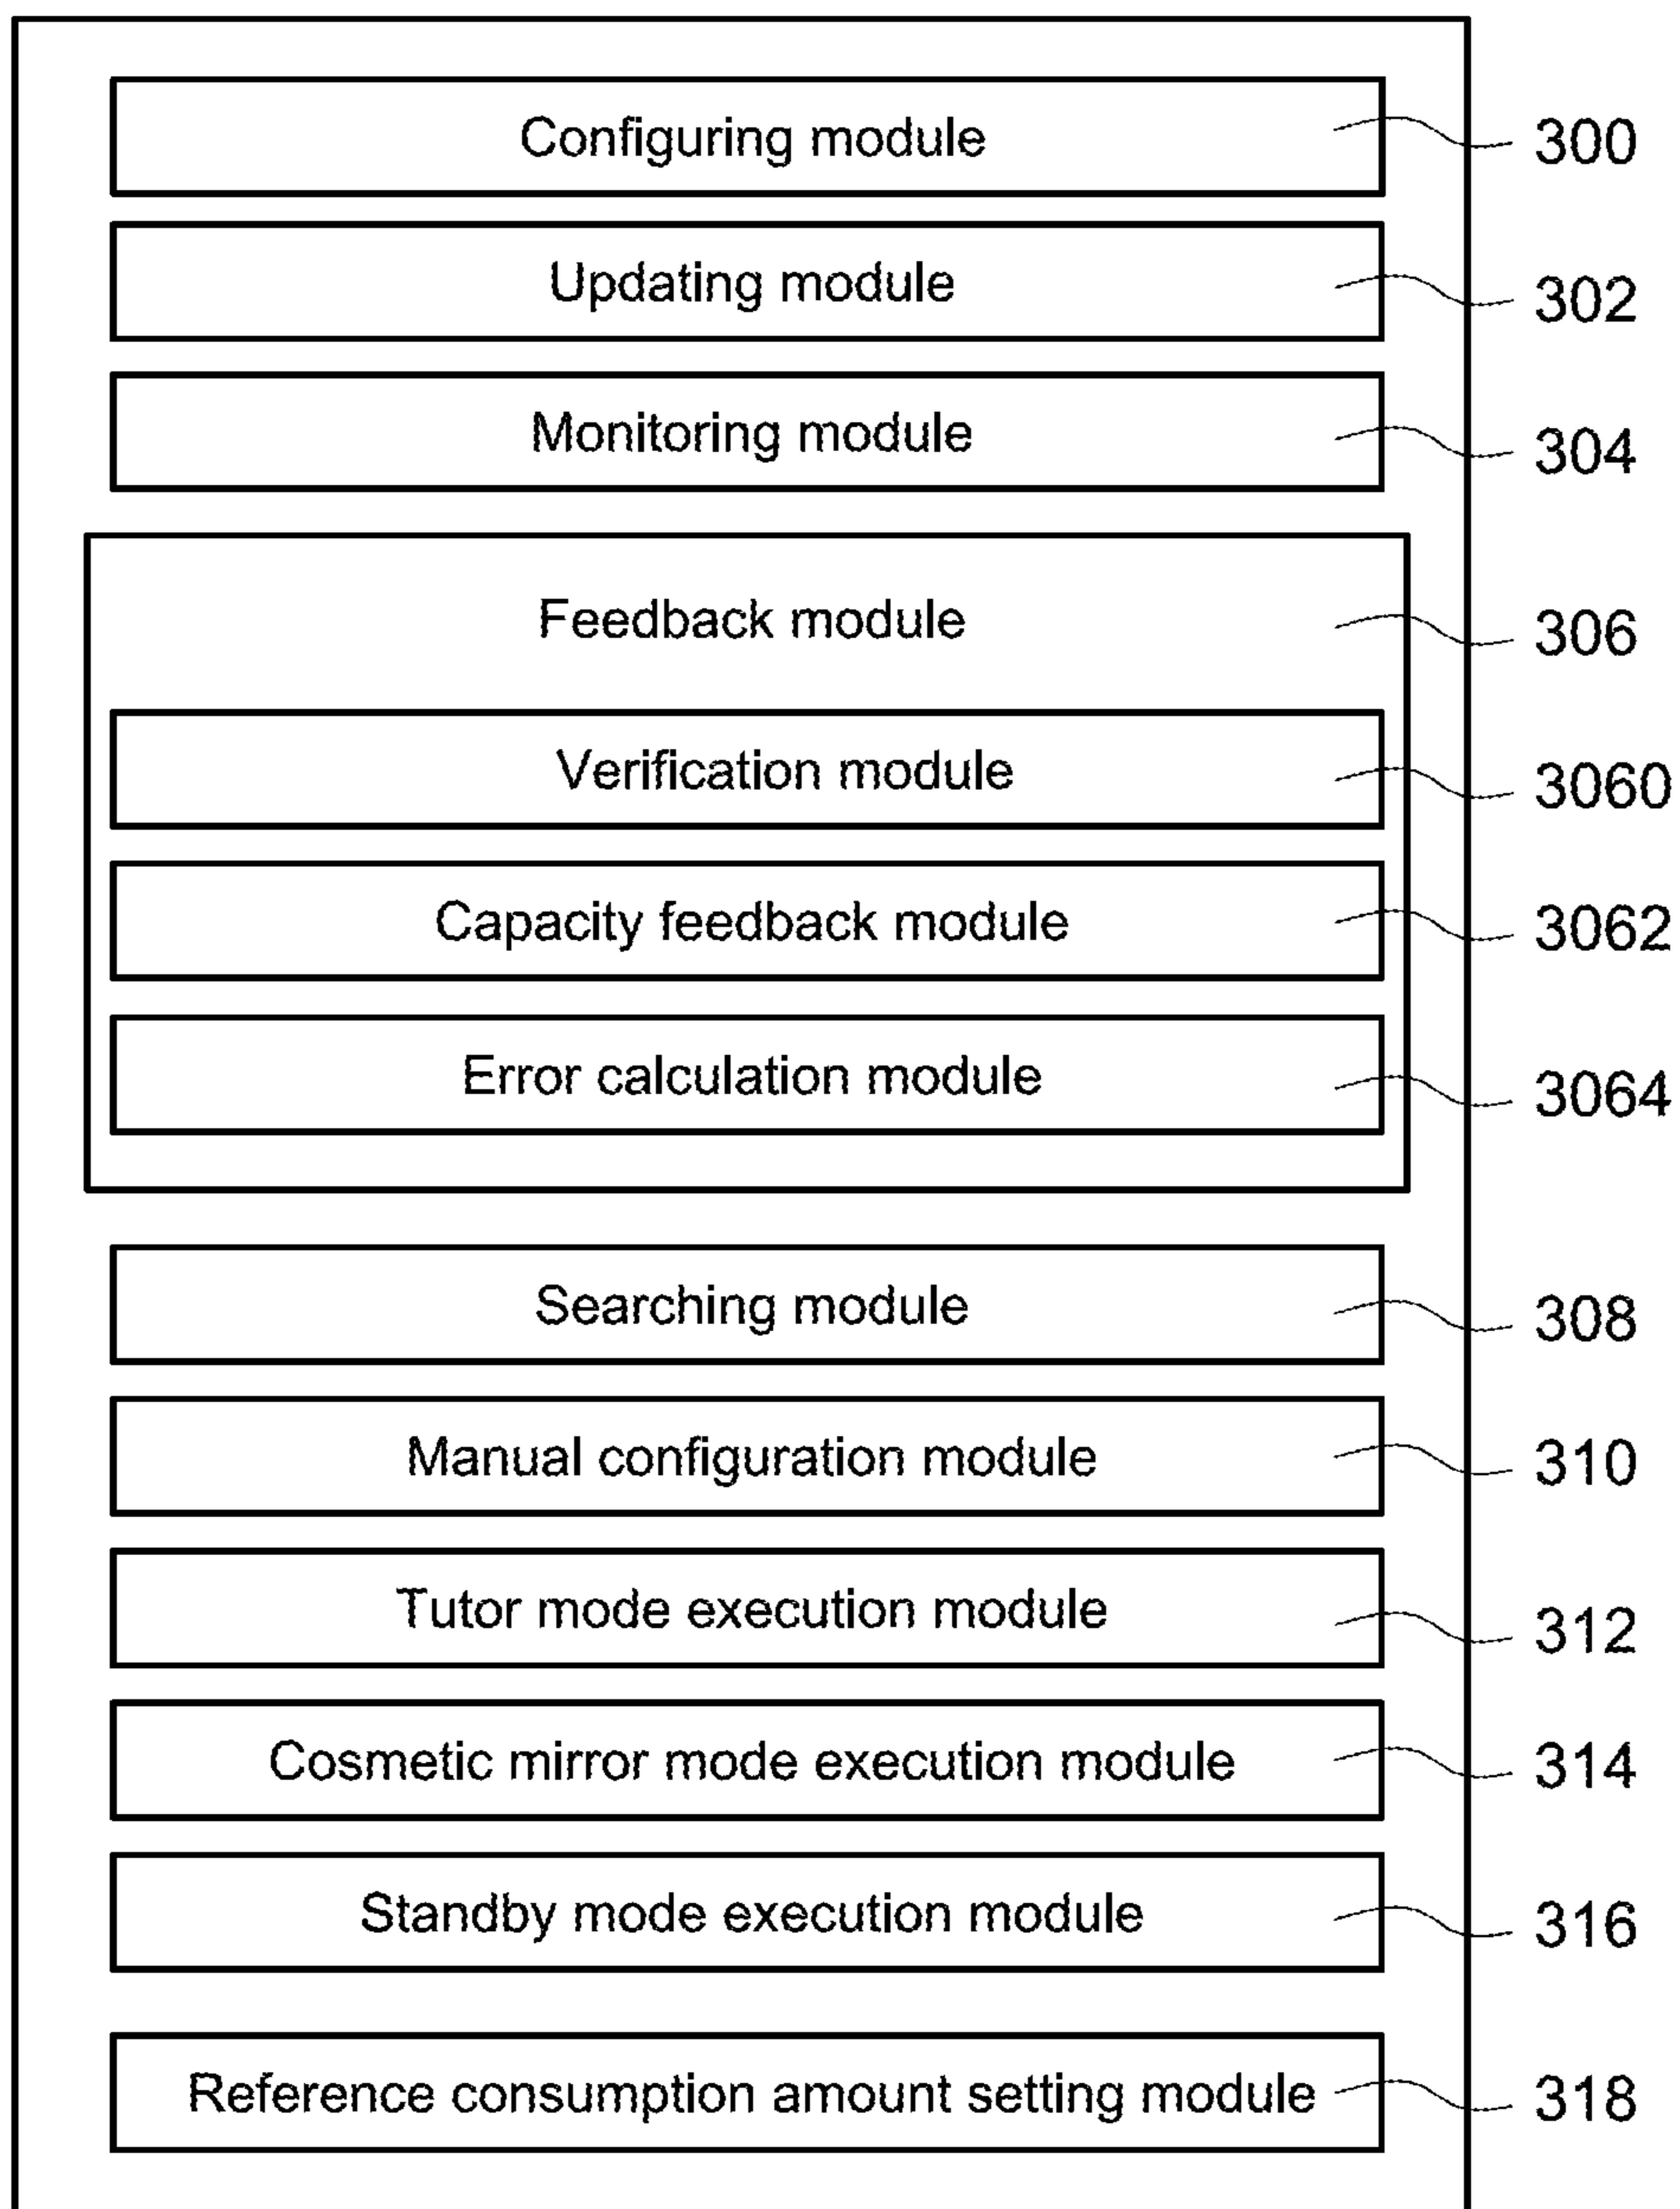 Configuring module 300
Updating module 302
Monitoring module 304
Feedback module 306
Verification module 3060
Capacity feedback module 3062
Error calculation module 3064
Searching module 308
Manual configuration module 310
Tutor mode execution module 312
Cosmetic mirror mode execution module 314
Standby mode execution module 316
Reference consumption amount setting module 318